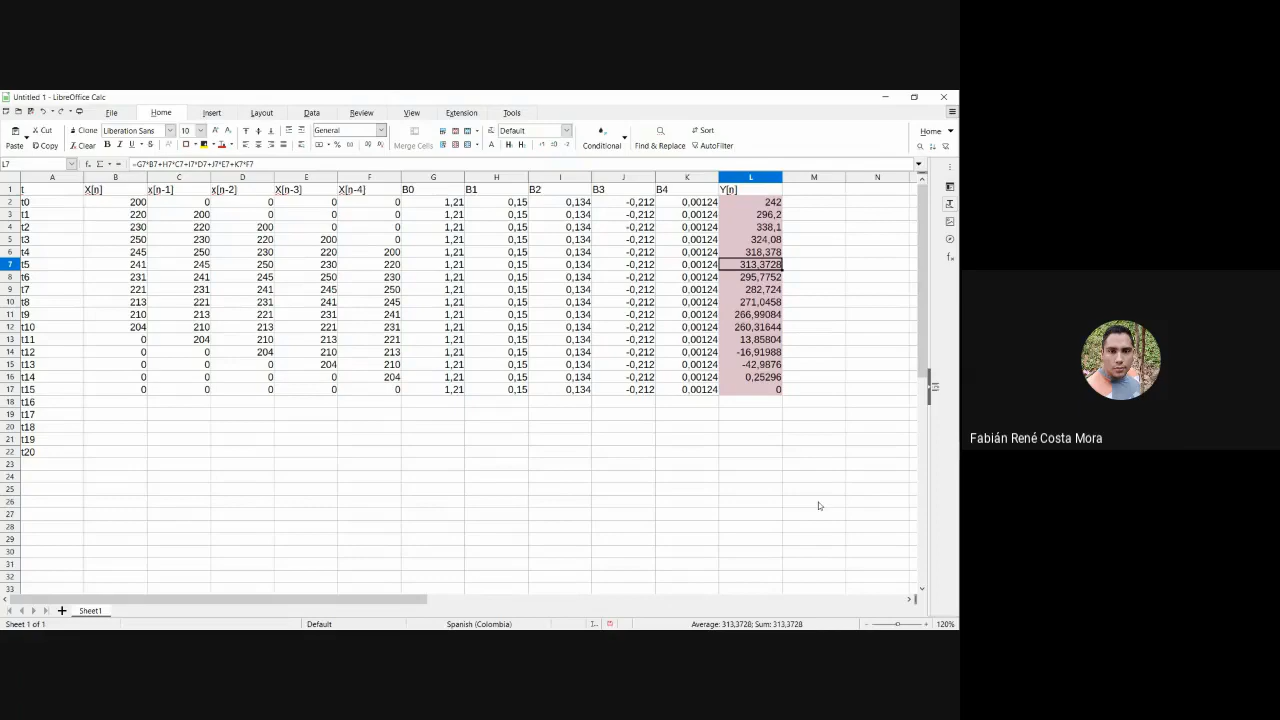 Untitled 1 - LibreOffice Calc
File Home Insert Layout Data Review View Extension Tools
Paste Cut Copy Clone Clear Liberation Sans 10 General Merge Cells Default Conditional Find & Replace Sort AutoFilter Home
L7 =G7*B7+H7*C7+I7*D7+J7*E7+K7*F7
A B C D E F G H I J K L M N
1 t X[n] x[n-1] x[n-2] X[n-3] X[n-4] B0 B1 B2 B3 B4 Y[n]
2 t0 200 0 0 0 0 1,21 0,15 0,134 -0,212 0,00124 242
3 t1 220 200 0 0 0 1,21 0,15 0,134 -0,212 0,00124 296,2
4 t2 230 220 200 0 0 1,21 0,15 0,134 -0,212 0,00124 338,1
5 t3 250 230 220 200 0 1,21 0,15 0,134 -0,212 0,00124 324,08
6 t4 245 250 230 220 200 1,21 0,15 0,134 -0,212 0,00124 318,378
7 t5 241 245 250 230 220 1,21 0,15 0,134 -0,212 0,00124 313,3728
8 t6 231 241 245 250 230 1,21 0,15 0,134 -0,212 0,00124 295,7752
9 t7 221 231 241 245 250 1,21 0,15 0,134 -0,212 0,00124 282,724
10 t8 213 221 231 241 245 1,21 0,15 0,134 -0,212 0,00124 271,0458
11 t9 210 213 221 231 241 1,21 0,15 0,134 -0,212 0,00124 266,99084
12 t10 204 210 213 221 231 1,21 0,15 0,134 -0,212 0,00124 260,31644
13 t11 0 204 210 213 221 1,21 0,15 0,134 -0,212 0,00124 13,85804
14 t12 0 0 204 210 213 1,21 0,15 0,134 -0,212 0,00124 -16,91988
15 t13 0 0 0 204 210 1,21 0,15 0,134 -0,212 0,00124 -42,9876
16 t14 0 0 0 0 204 1,21 0,15 0,134 -0,212 0,00124 0,25296
17 t15 0 0 0 0 0 1,21 0,15 0,134 -0,212 0,00124 0
18 t16
19 t17
20 t18
21 t19
22 t20
23
24
25
26
27
28
29
30
31
32
33
Sheet1
Sheet 1 of 1 Default Spanish (Colombia) Average: 313,3728; Sum: 313,3728 120%
Fabián René Costa Mora